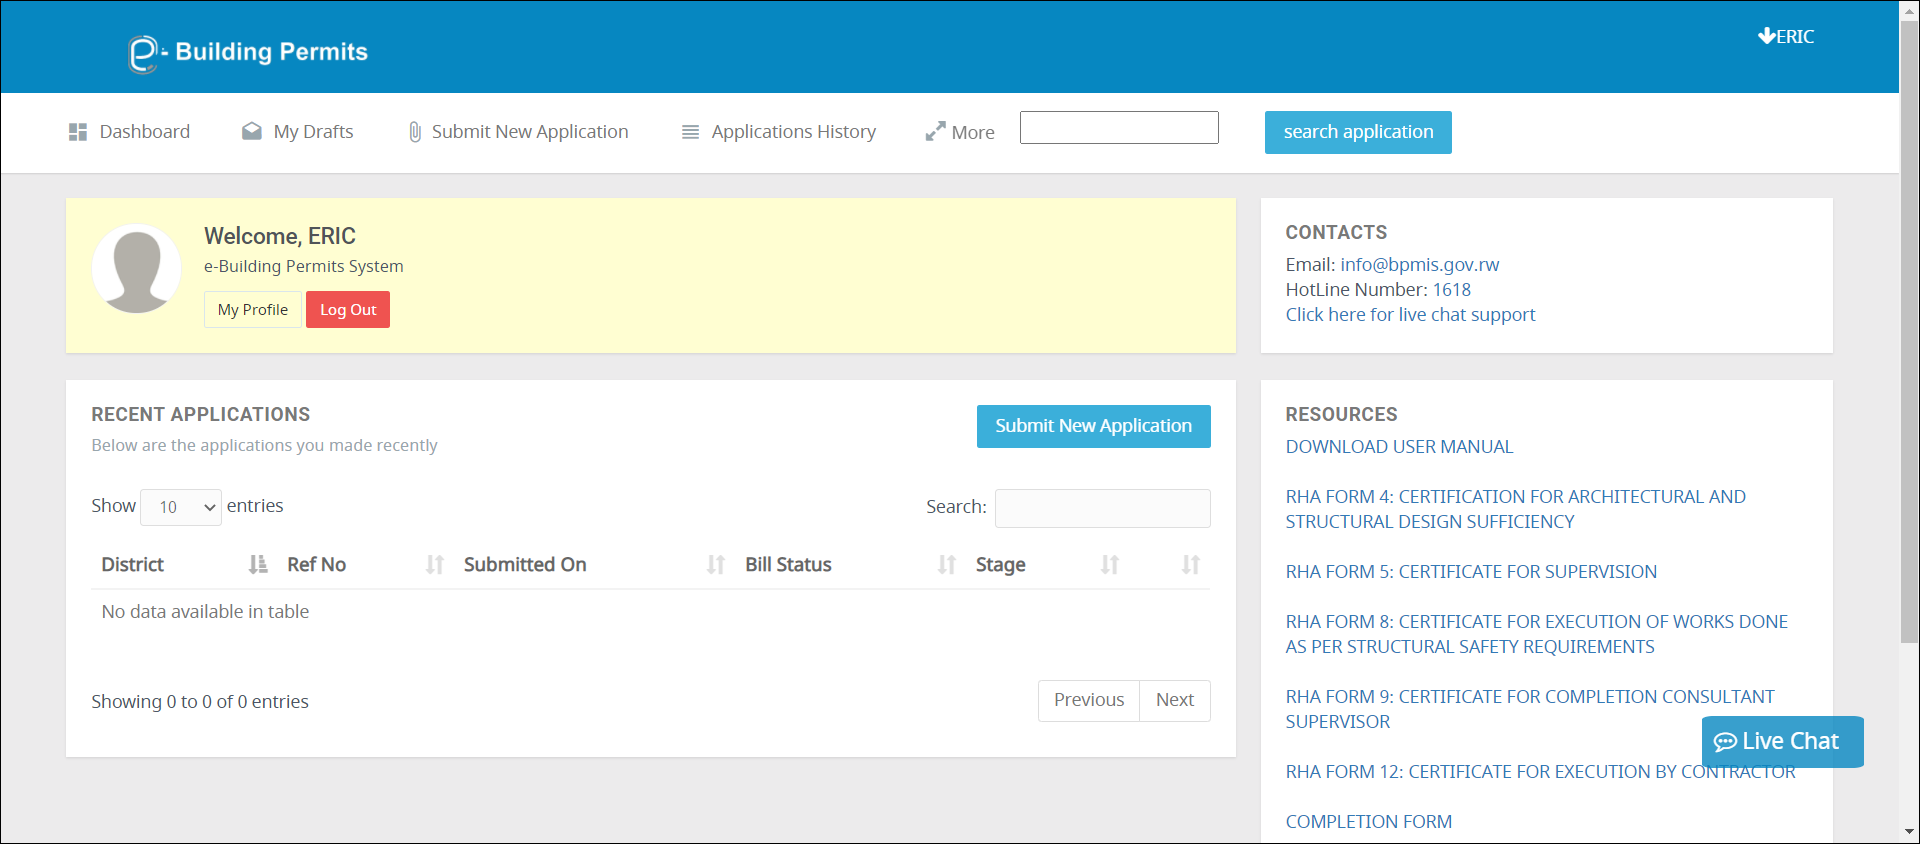 e- Building Permits
ERIC
Dashboard
My Drafts
Submit New Application
Applications History
More
search application
Welcome, ERIC
e-Building Permits System
My Profile
Log Out
CONTACTS
Email: info@bpmis.gov.rw
HotLine Number: 1618
Click here for live chat support
RECENT APPLICATIONS
Below are the applications you made recently
Submit New Application
Show 10 entries
Search:
District Ref No Submitted On Bill Status Stage
No data available in table
Showing 0 to 0 of 0 entries
Previous Next
RESOURCES
DOWNLOAD USER MANUAL
RHA FORM 4: CERTIFICATION FOR ARCHITECTURAL AND
STRUCTURAL DESIGN SUFFICIENCY
RHA FORM 5: CERTIFICATE FOR SUPERVISION
RHA FORM 8: CERTIFICATE FOR EXECUTION OF WORKS DONE
AS PER STRUCTURAL SAFETY REQUIREMENTS
RHA FORM 9: CERTIFICATE FOR COMPLETION CONSULTANT
SUPERVISOR
Live Chat
RHA FORM 12: CERTIFICATE FOR EXECUTION BY CONTRACTOR
COMPLETION FORM